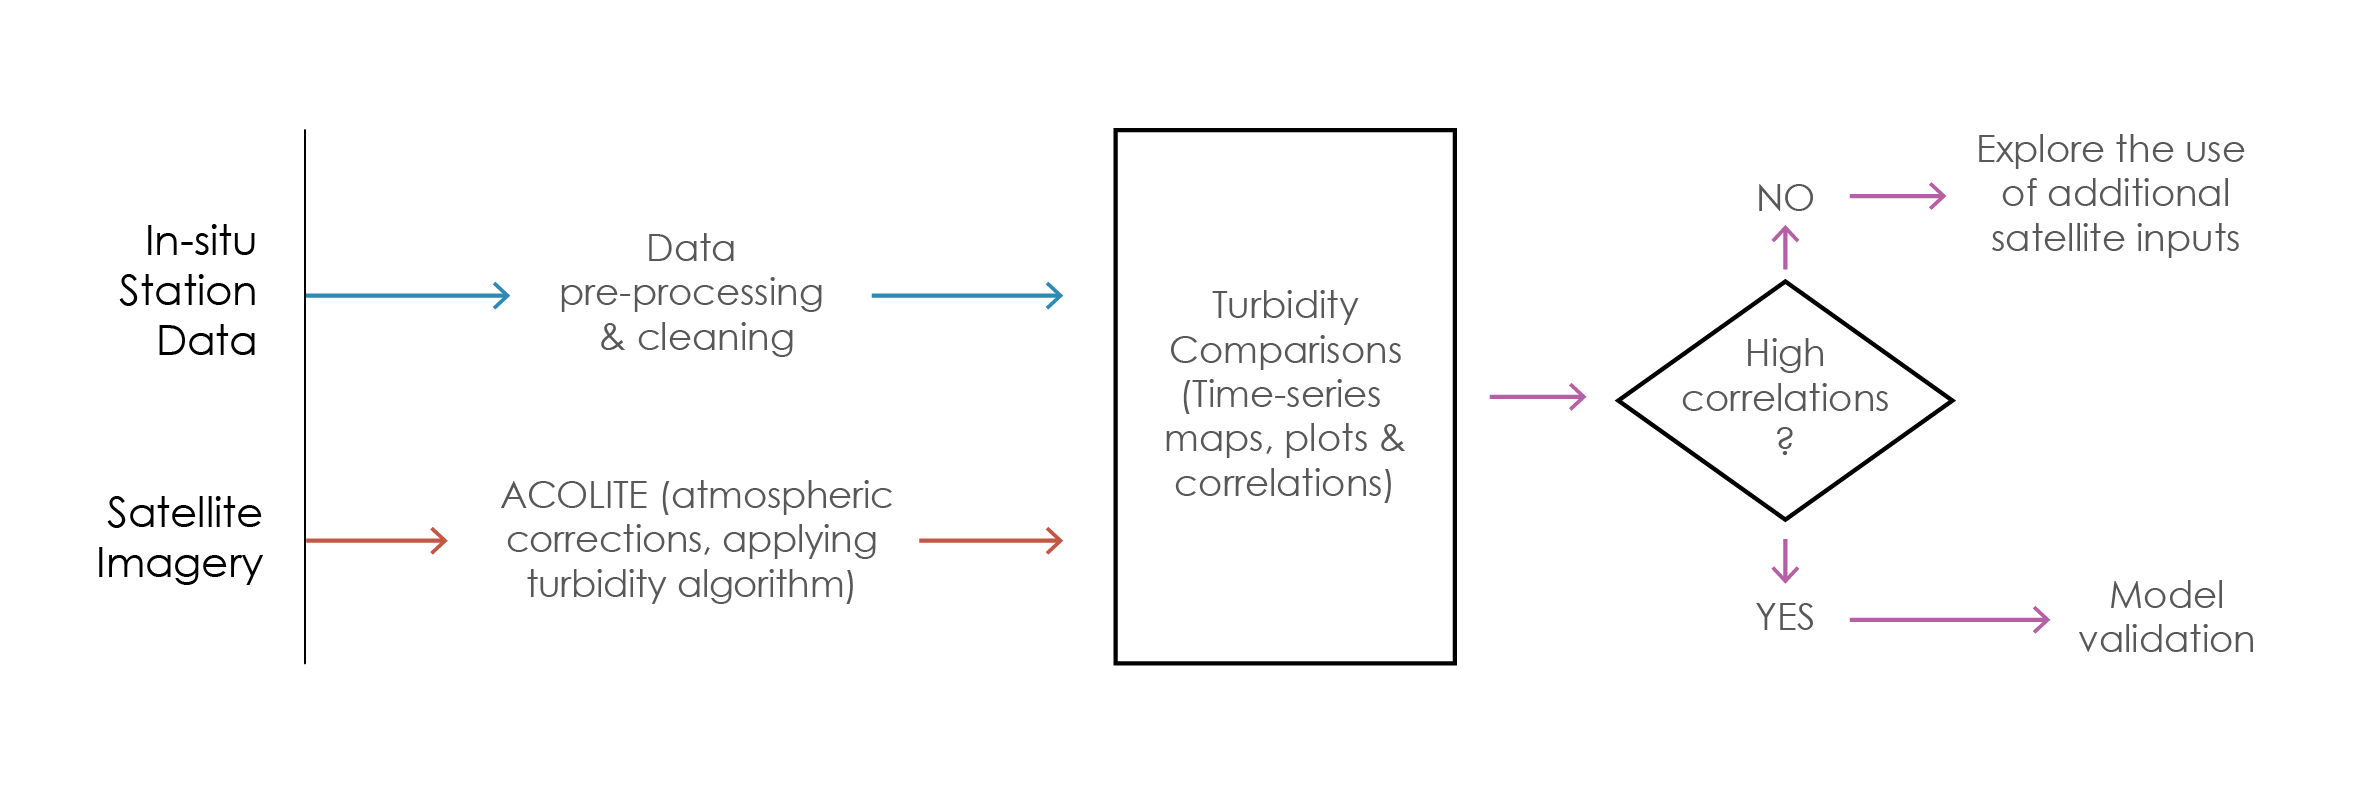 In-situ
Station
Data
Data
pre-processing
& cleaning
Satellite
Imagery
ACOLITE (atmospheric
corrections, applying
turbidity algorithm)
Turbidity
Comparisons
(Time-series
maps, plots &
correlations)
High
correlations
?
NO
Explore the use
of additional
satellite inputs
YES
Model
validation